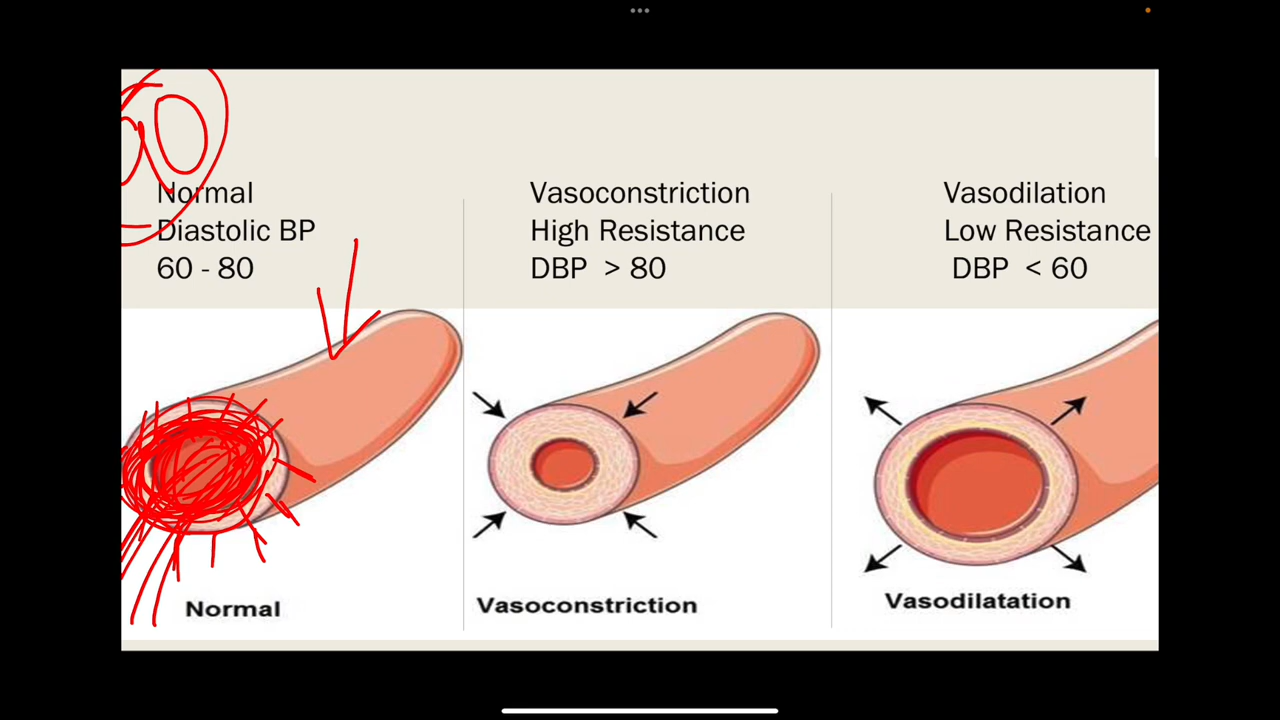 Normal
Diastolic BP
60 - 80
Vasoconstriction
High Resistance
DBP > 80
Vasodilation
Low Resistance
DBP < 60
Normal
Vasoconstriction
Vasodilatation